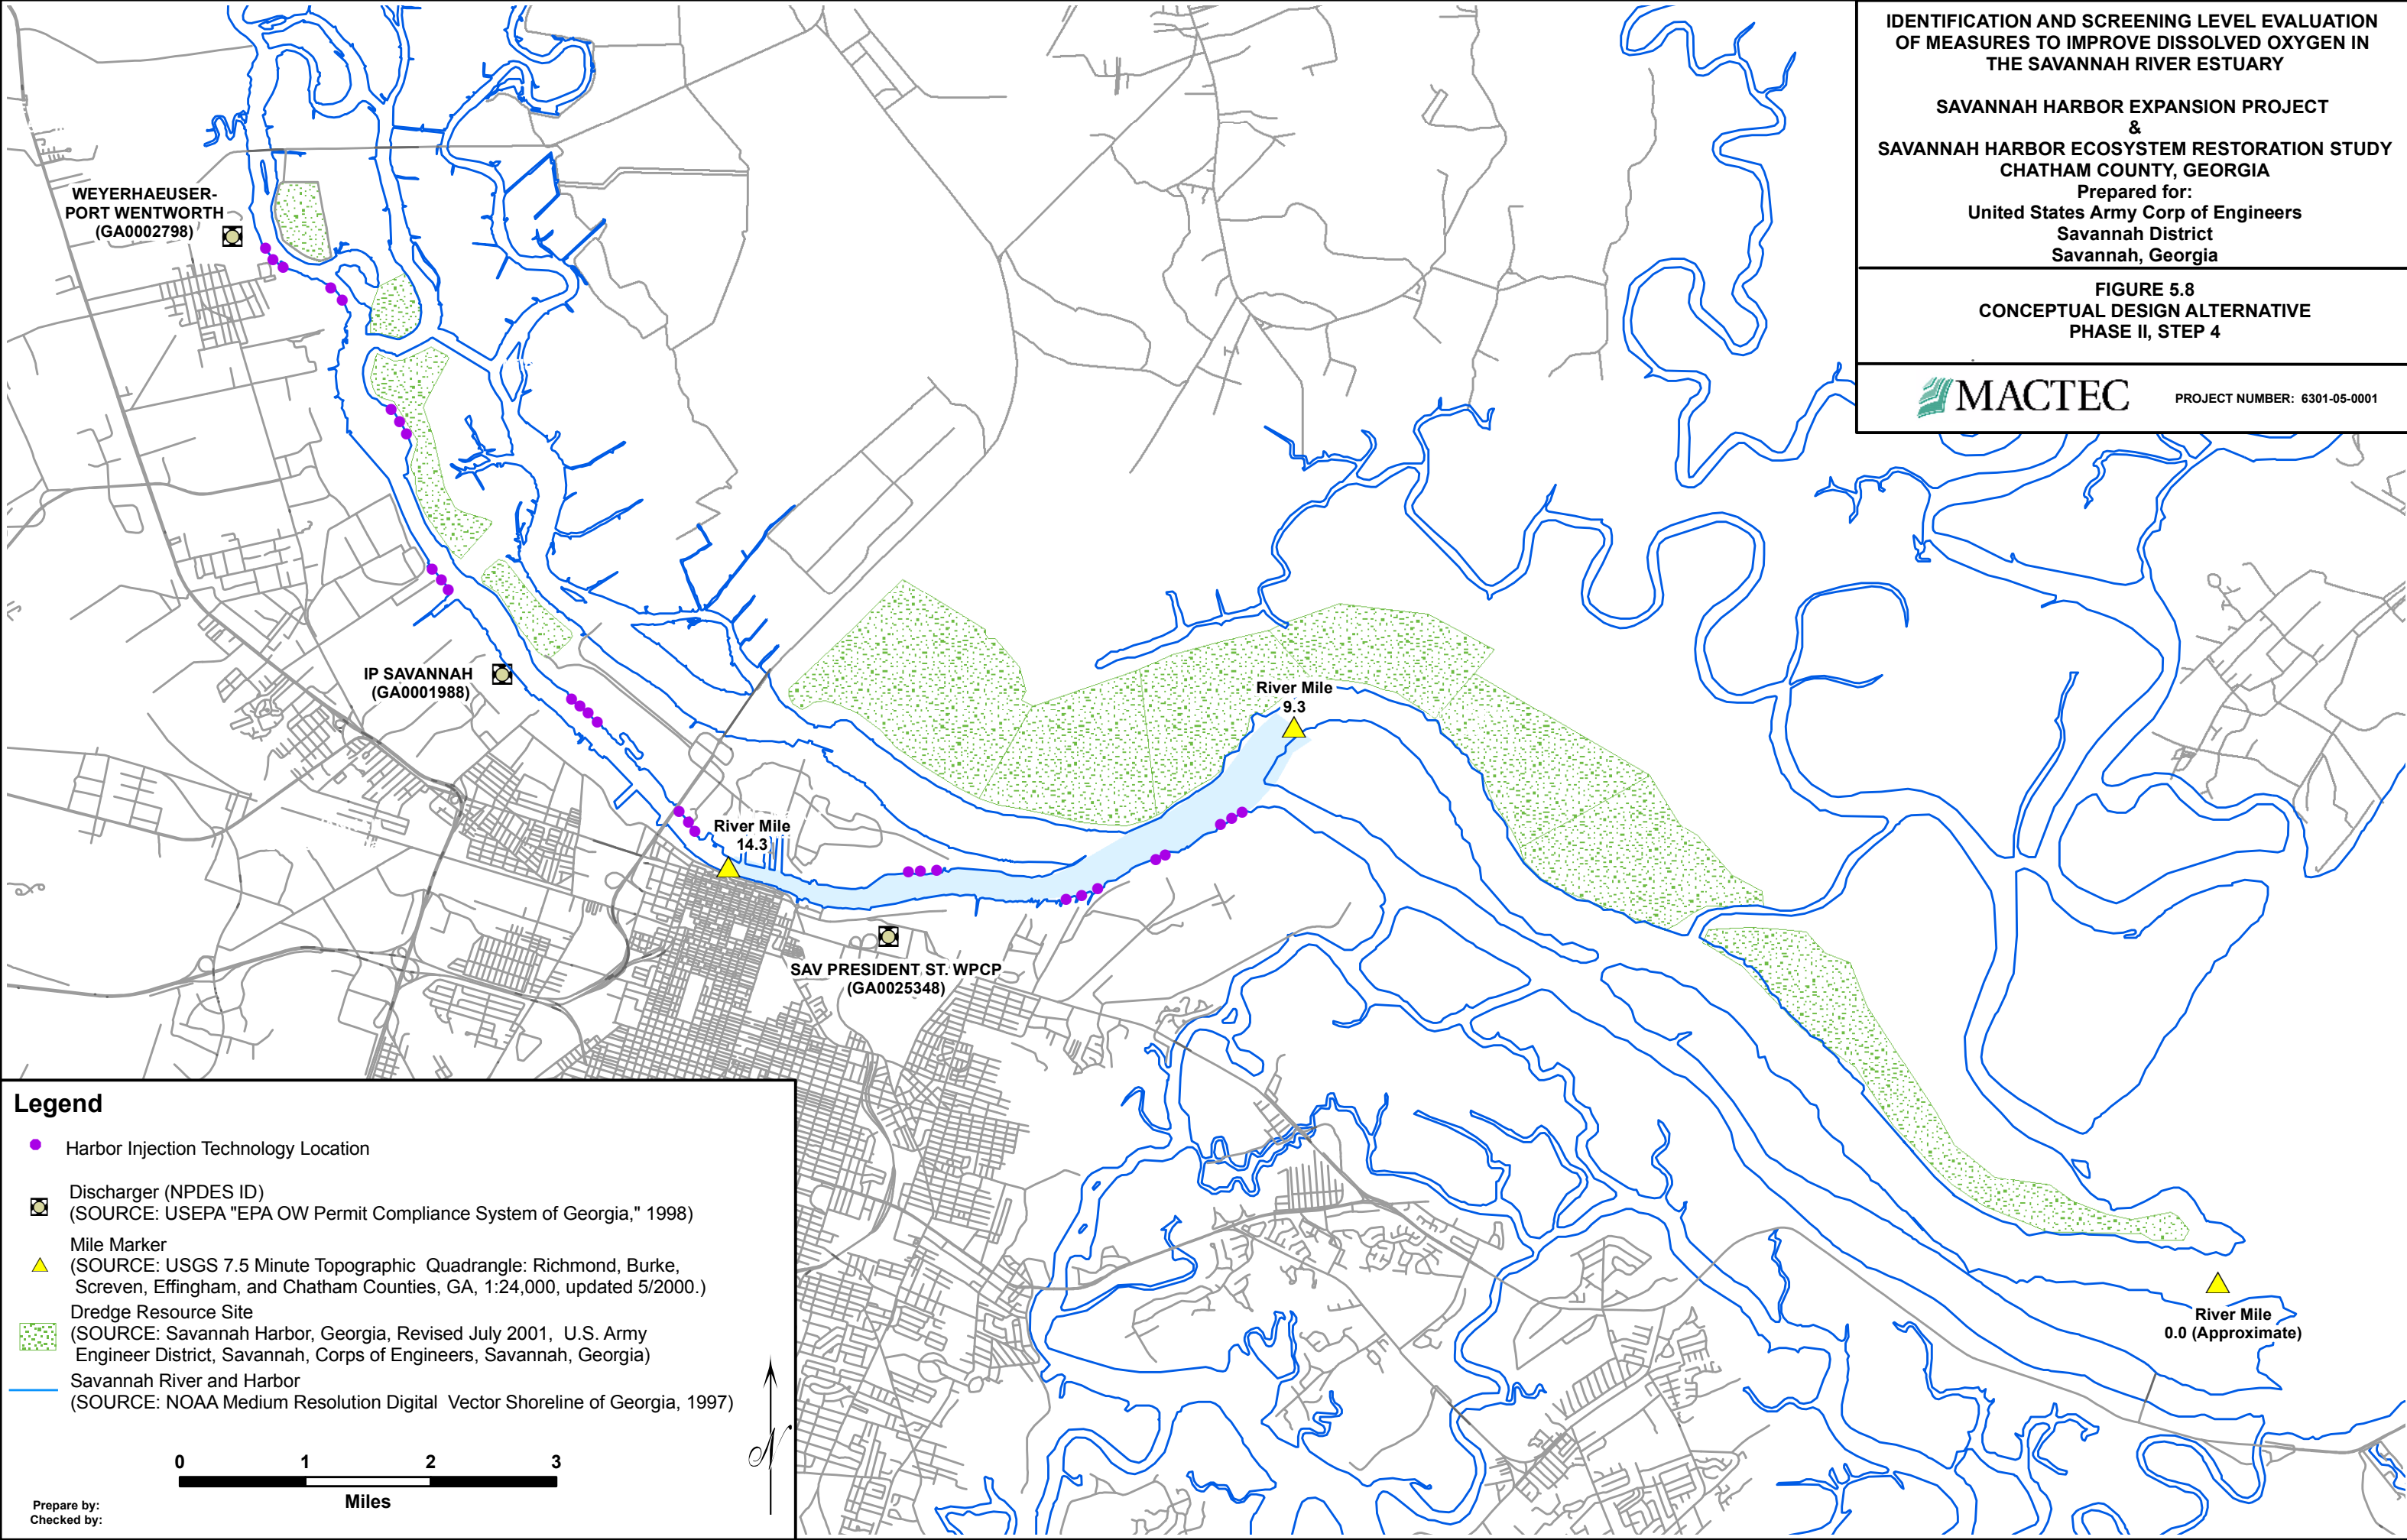 IDENTIFICATION AND SCREENING LEVEL EVALUATION
OF MEASURES TO IMPROVE DISSOLVED OXYGEN IN
THE SAVANNAH RIVER ESTUARY
SAVANNAH HARBOR EXPANSION PROJECT
&
SAVANNAH HARBOR ECOSYSTEM RESTORATION STUDY
CHATHAM COUNTY, GEORGIA
Prepared for:
United States Army Corp of Engineers
Savannah District
Savannah, Georgia
FIGURE 5.8
CONCEPTUAL DESIGN ALTERNATIVE
PHASE II, STEP 4
MACTEC
PROJECT NUMBER: 6301-05-0001
WEYERHAEUSER-
PORT WENTWORTH
(GA0002798)
IP SAVANNAH
(GA0001988)
River Mile
9.3
River Mile
14.3
SAV PRESIDENT ST. WPCP
(GA0025348)
River Mile
0.0 (Approximate)
Legend
Harbor Injection Technology Location
Discharger (NPDES ID)
(SOURCE: USEPA "EPA OW Permit Compliance System of Georgia," 1998)
Mile Marker
(SOURCE: USGS 7.5 Minute Topographic Quadrangle: Richmond, Burke,
Screven, Effingham, and Chatham Counties, GA, 1:24,000, updated 5/2000.)
Dredge Resource Site
(SOURCE: Savannah Harbor, Georgia, Revised July 2001, U.S. Army
Engineer District, Savannah, Corps of Engineers, Savannah, Georgia)
Savannah River and Harbor
(SOURCE: NOAA Medium Resolution Digital Vector Shoreline of Georgia, 1997)
0 1 2 3
Miles
N
Prepare by:
Checked by: